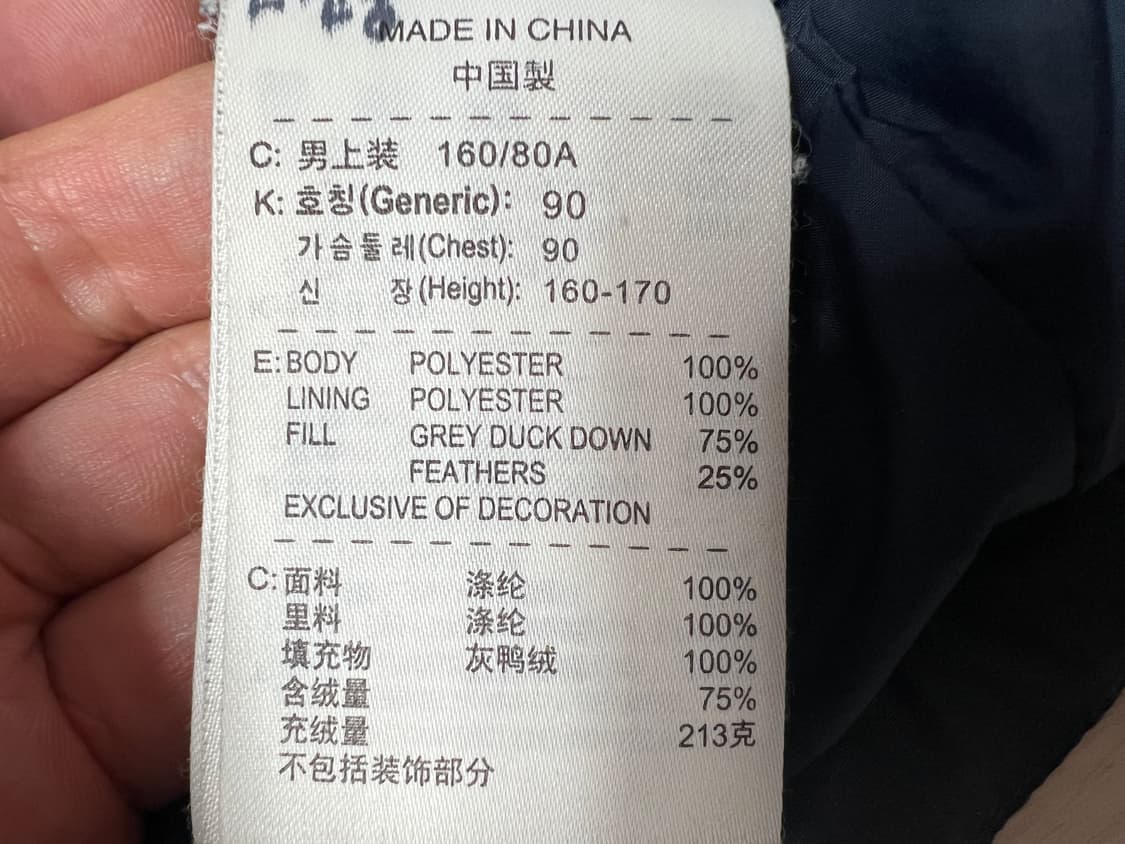 MADE IN CHINA
中国製
C: 男上装 160/80A
K: 호칭(Generic): 90
가슴둘레(Chest): 90
신 장(Height): 160-170
E: BODY POLYESTER 100%
LINING POLYESTER 100%
FILL GREY DUCK DOWN 75%
FEATHERS 25%
EXCLUSIVE OF DECORATION
C: 面料 涤纶 100%
里料 涤纶 100%
填充物 灰鸭绒 100%
含绒量 75%
充绒量 213克
不包括装饰部分